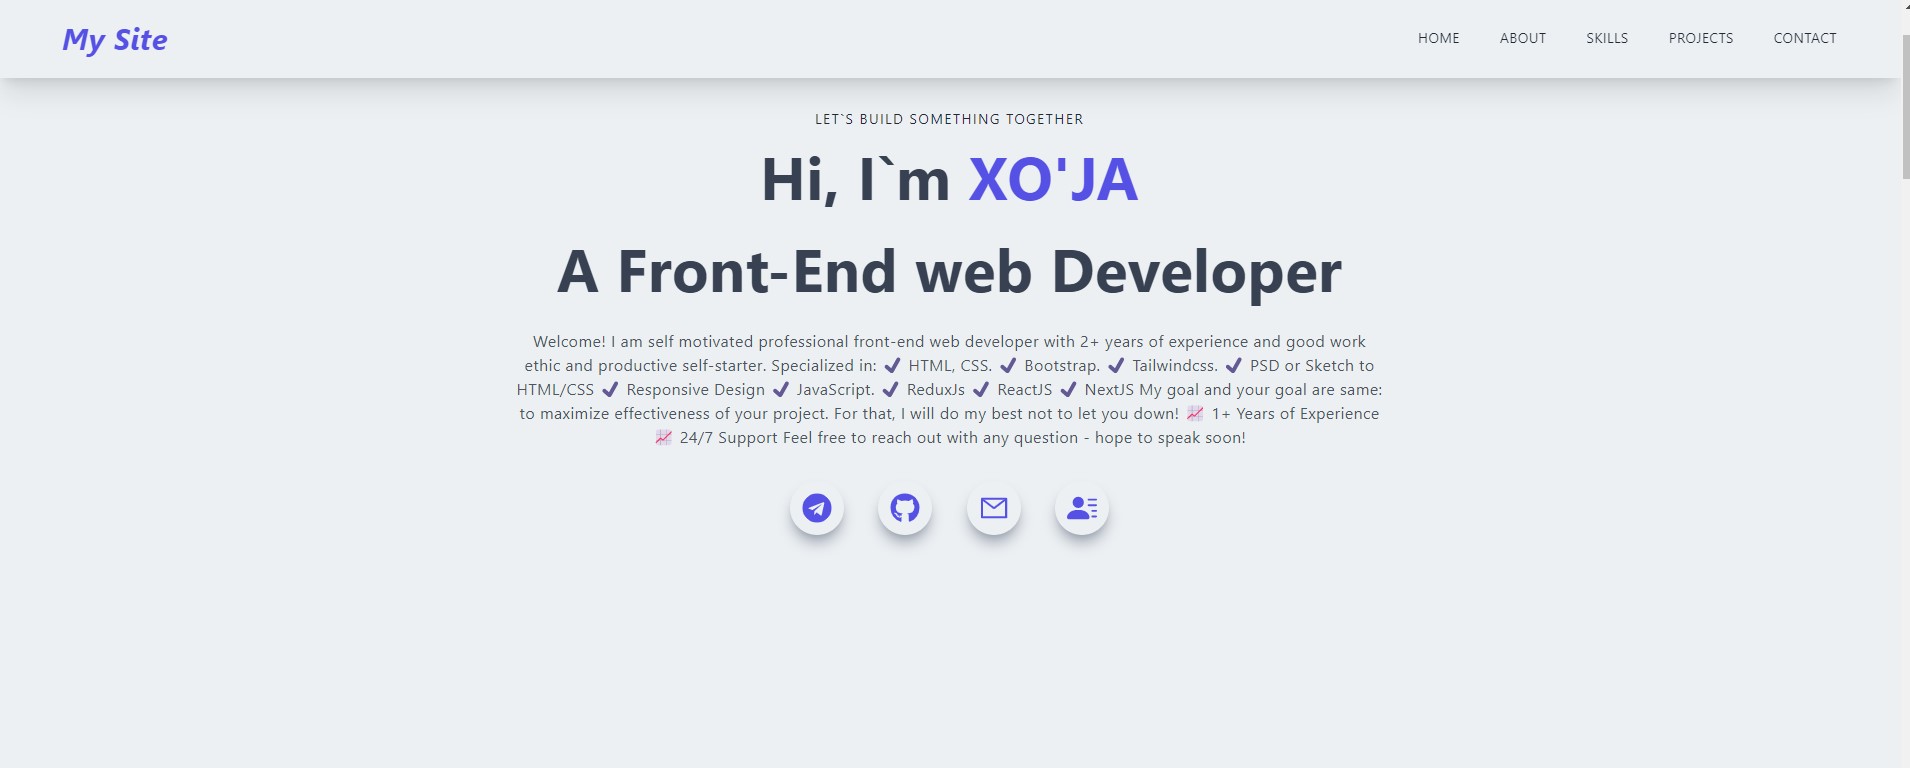 My Site
HOME ABOUT SKILLS PROJECTS CONTACT
LET`S BUILD SOMETHING TOGETHER
Hi, I`m XO'JA
A Front-End web Developer
Welcome! I am self motivated professional front-end web developer with 2+ years of experience and good work
ethic and productive self-starter. Specialized in: ✔ HTML, CSS. ✔ Bootstrap. ✔ Tailwindcss. ✔ PSD or Sketch to
HTML/CSS ✔ Responsive Design ✔ JavaScript. ✔ ReduxJs ✔ ReactJS ✔ NextJS My goal and your goal are same:
to maximize effectiveness of your project. For that, I will do my best not to let you down! 📈 1+ Years of Experience
📈 24/7 Support Feel free to reach out with any question - hope to speak soon!